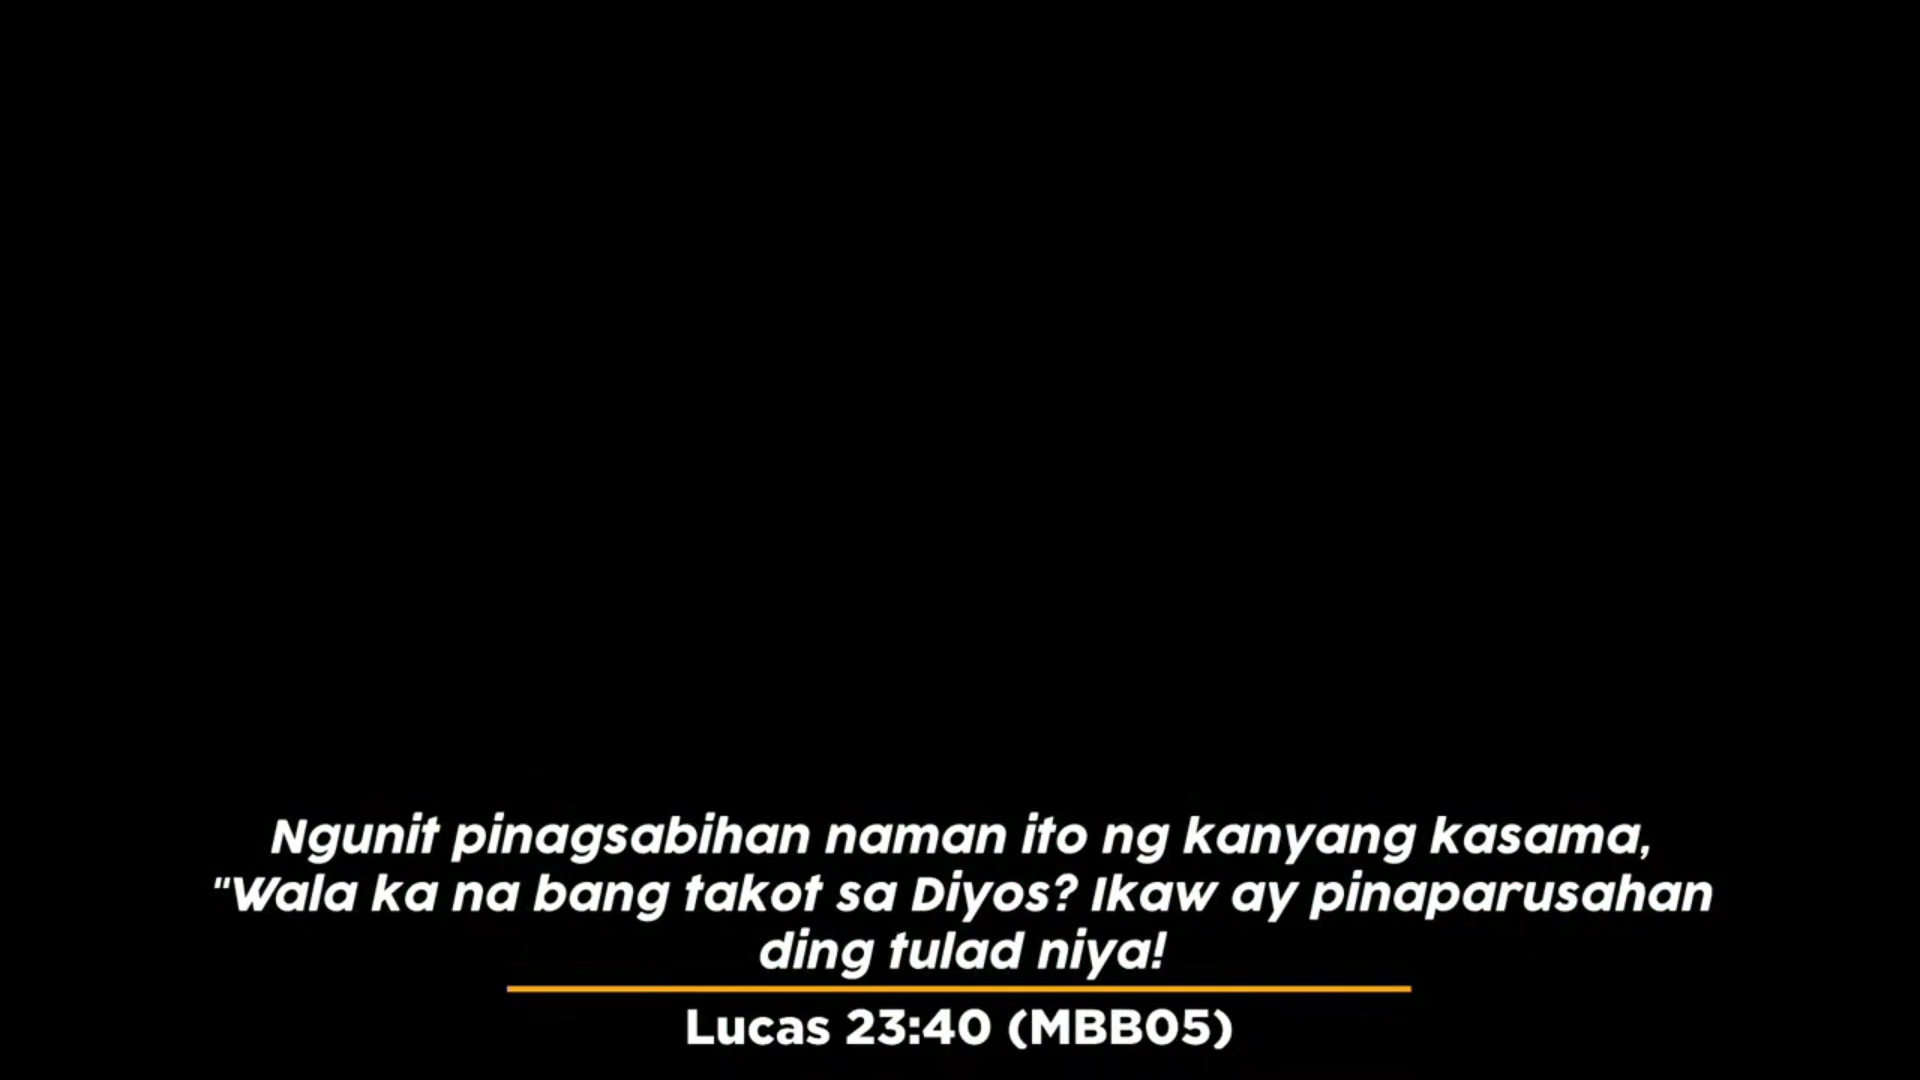 Ngunit pinagsabihan naman ito ng kanyang kasama,
"Wala ka na bang takot sa Diyos? Ikaw ay pinaparusahan
ding tulad niya!
Lucas 23:40 (MBB05)